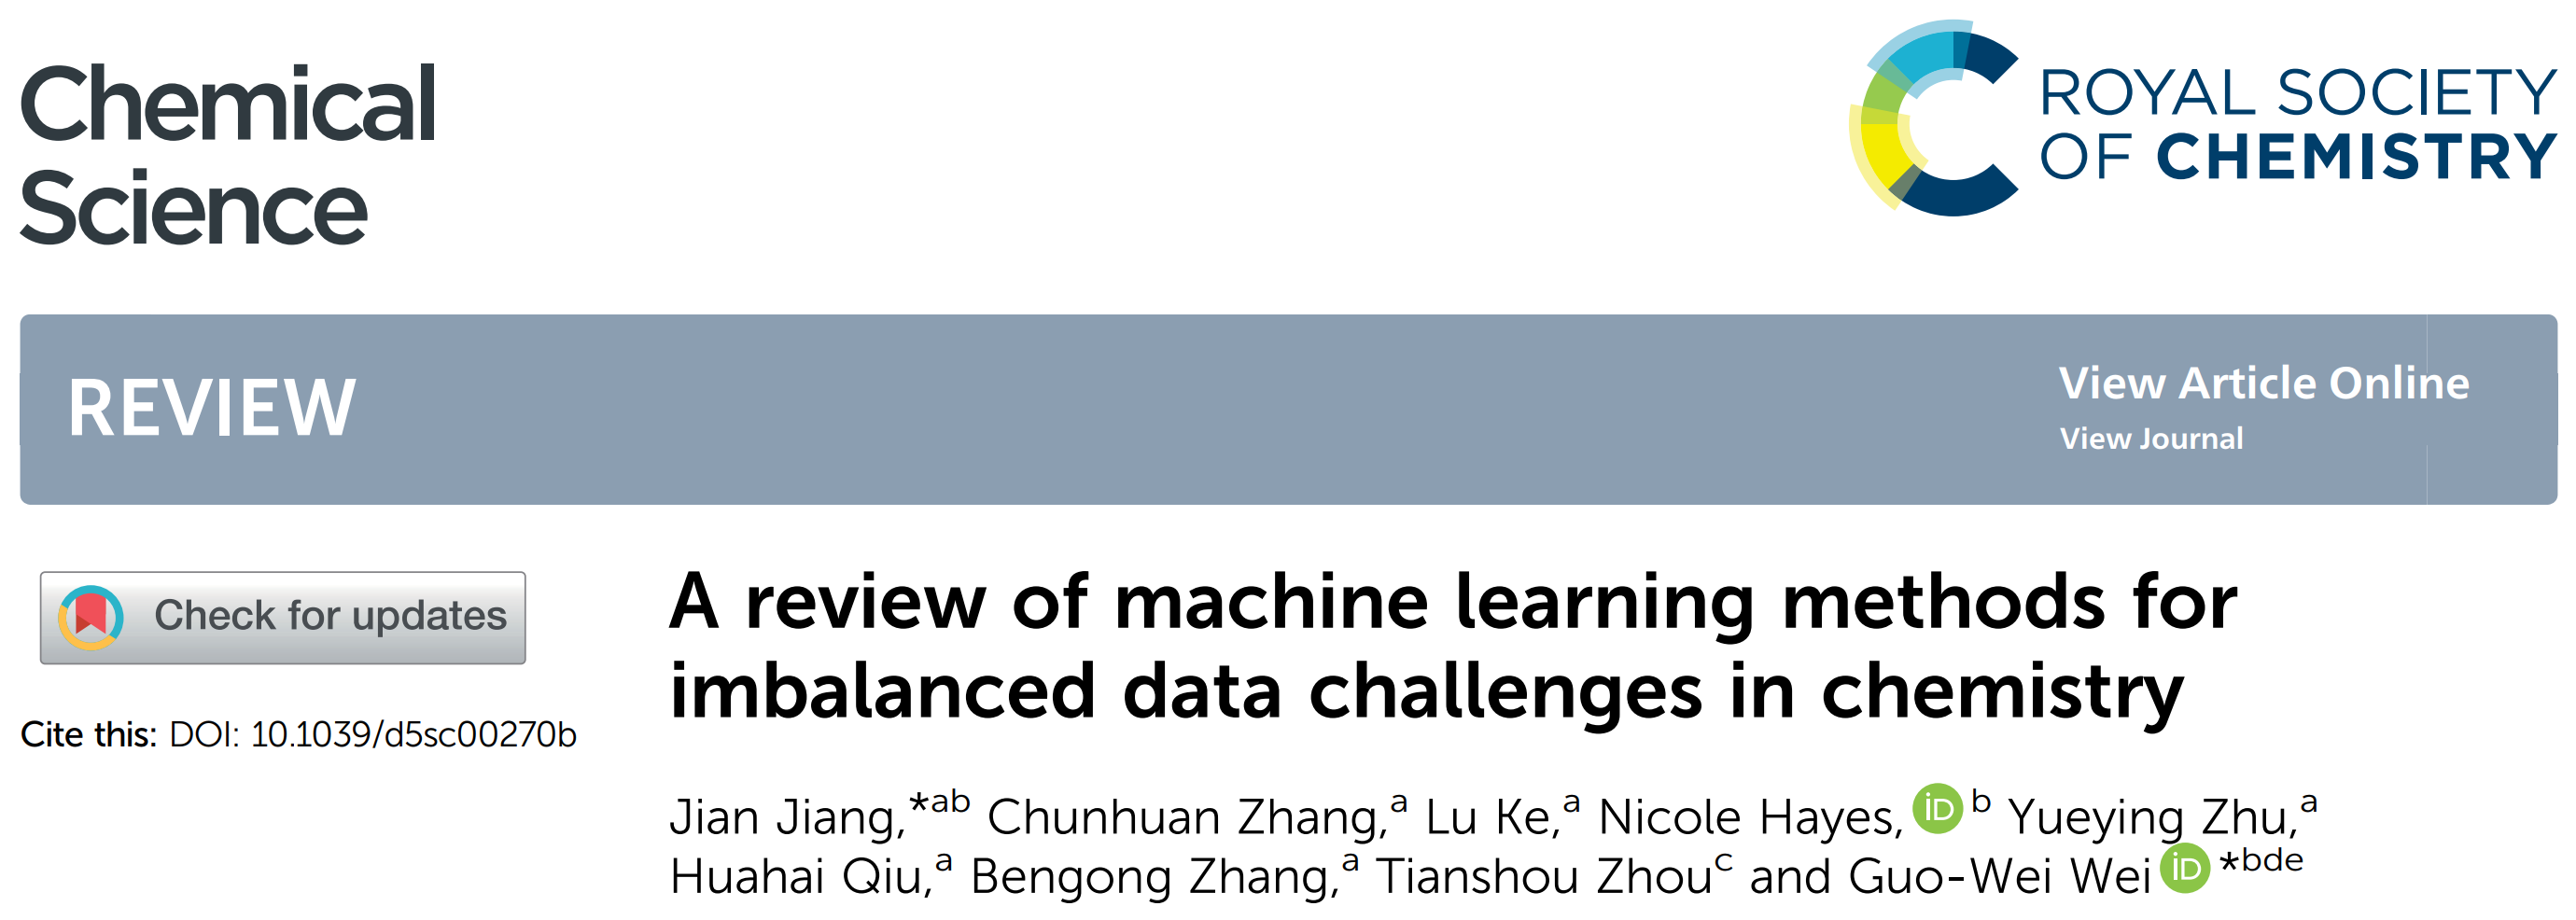 Chemical
Science
ROYAL SOCIETY
OF CHEMISTRY
REVIEW
View Article Online
View Journal
Check for updates
Cite this: DOI: 10.1039/d5sc00270b
A review of machine learning methods for
imbalanced data challenges in chemistry
Jian Jiang,*ab Chunhuan Zhang,a Lu Ke,a Nicole Hayes, iD b Yueying Zhu,a
Huahai Qiu,a Bengong Zhang,a Tianshou Zhouc and Guo-Wei Wei iD *bde